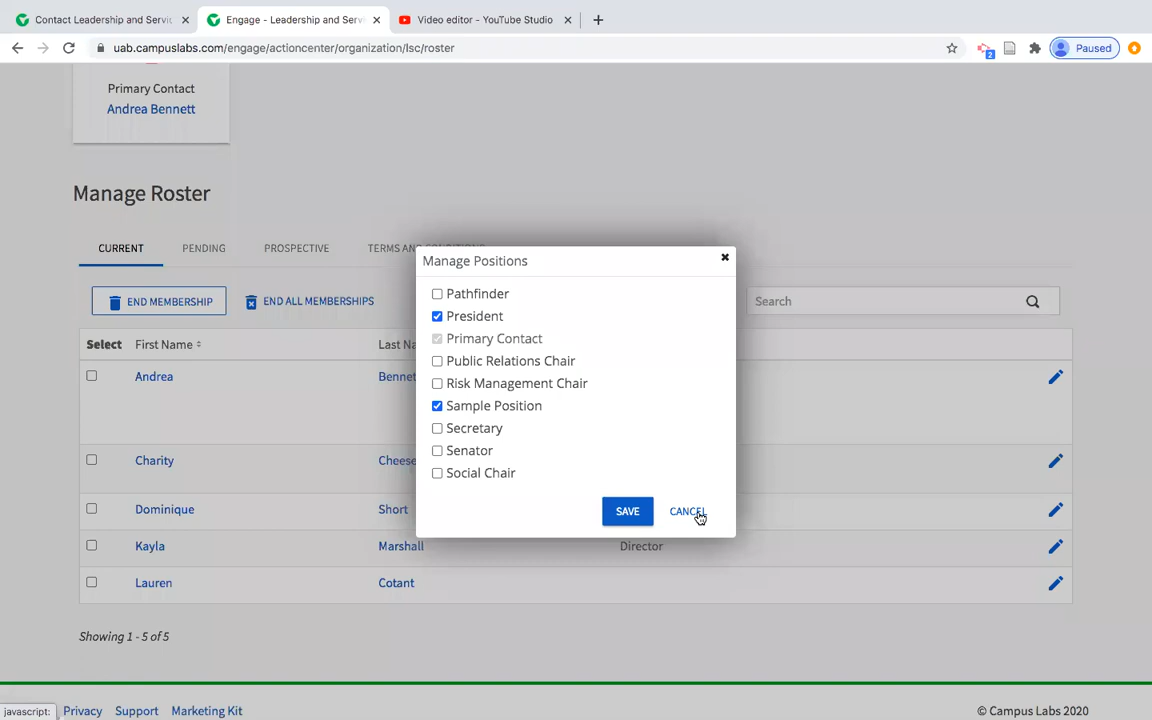 Contact Leadership and Servic
Engage - Leadership and Servi
Video editor - YouTube Studio
uab.campuslabs.com/engage/actioncenter/organization/lsc/roster
2
Paused
Primary Contact
Andrea Bennett
Manage Roster
CURRENT
PENDING
PROSPECTIVE
TERMS AND CONDITIONS
END MEMBERSHIP
END ALL MEMBERSHIPS
Search
Select
First Name
Last Na
Andrea
Bennet
Charity
Cheese
Dominique
Short
Kayla
Marshall
Director
Lauren
Cotant
Showing 1 - 5 of 5
Manage Positions
Pathfinder
President
Primary Contact
Public Relations Chair
Risk Management Chair
Sample Position
Secretary
Senator
Social Chair
SAVE
CANCEL
javascript:
Privacy
Support
Marketing Kit
© Campus Labs 2020